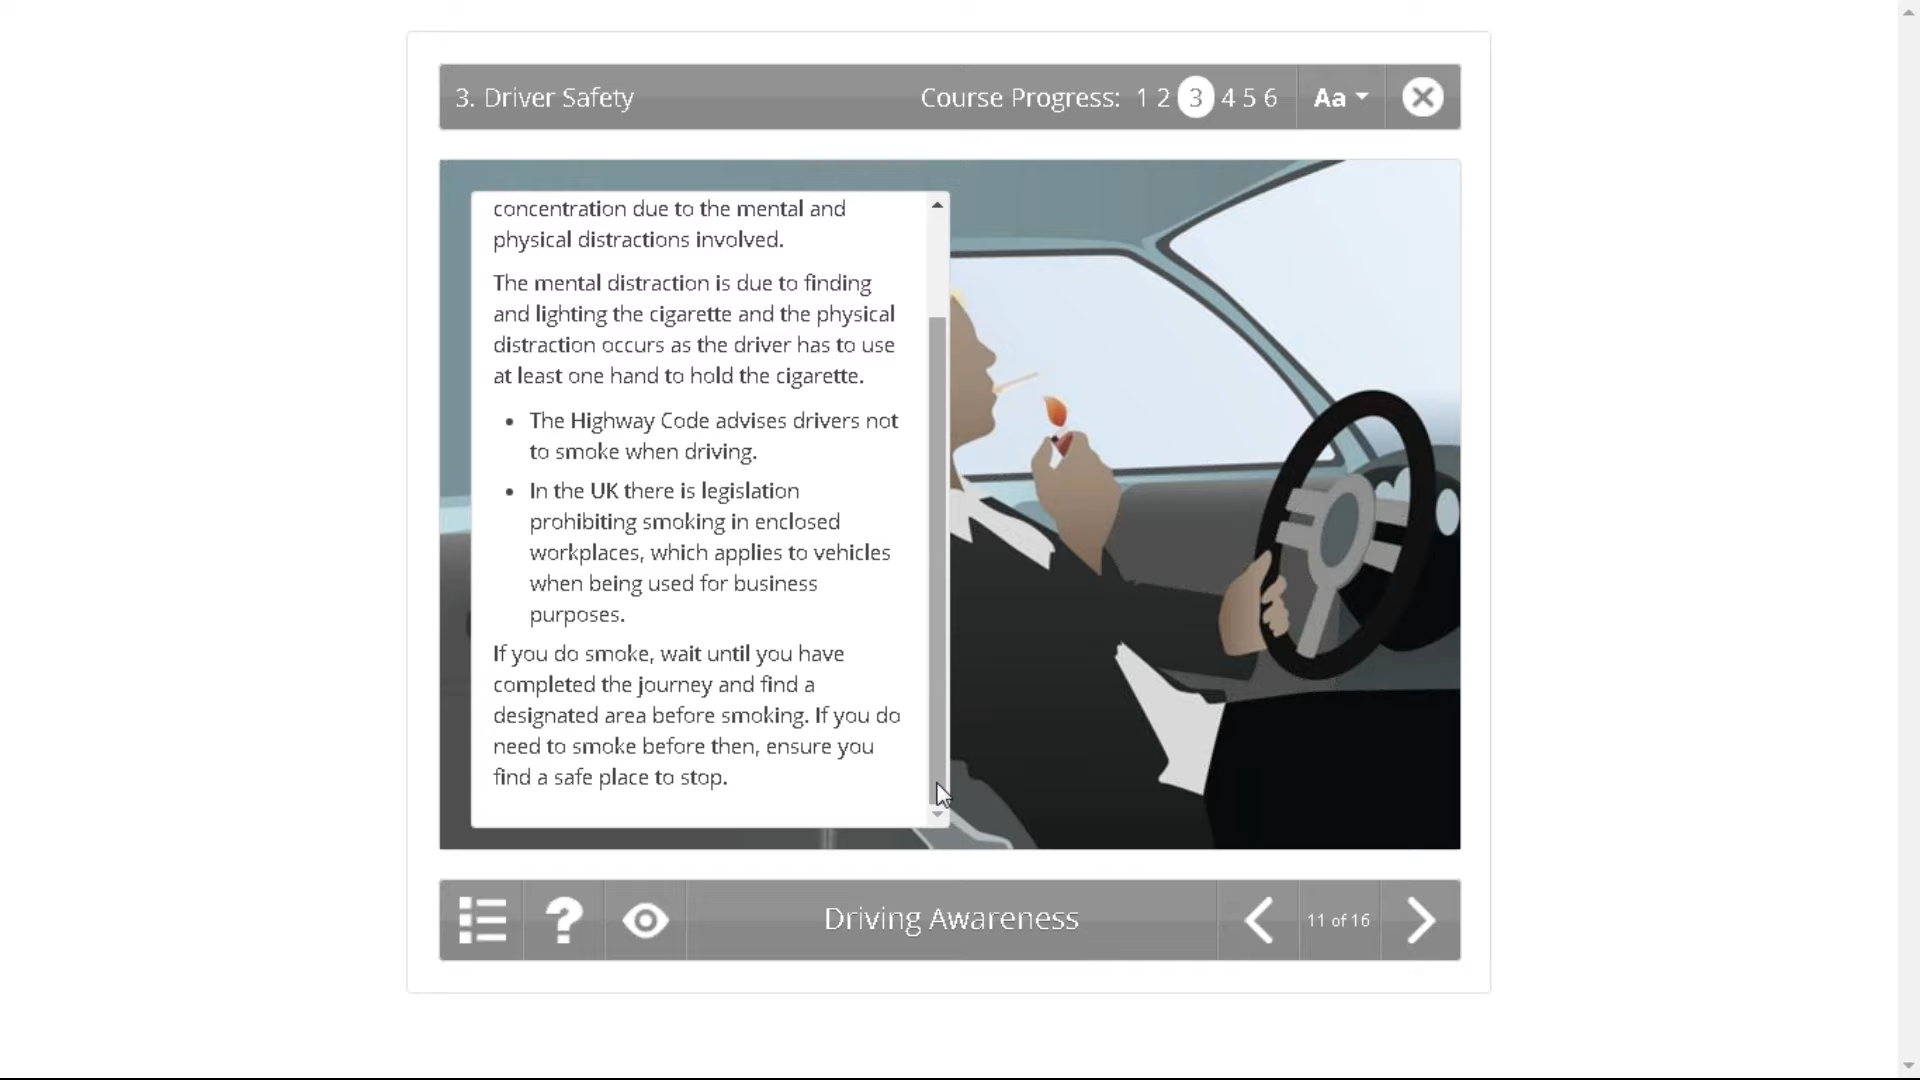 3. Driver Safety
Course Progress: 1 2 3 4 5 6
Aa
concentration due to the mental and
physical distractions involved.
The mental distraction is due to finding
and lighting the cigarette and the physical
distraction occurs as the driver has to use
at least one hand to hold the cigarette.
• The Highway Code advises drivers not
to smoke when driving.
• In the UK there is legislation
prohibiting smoking in enclosed
workplaces, which applies to vehicles
when being used for business
purposes.
If you do smoke, wait until you have
completed the journey and find a
designated area before smoking. If you do
need to smoke before then, ensure you
find a safe place to stop.
?
Driving Awareness
11 of 16